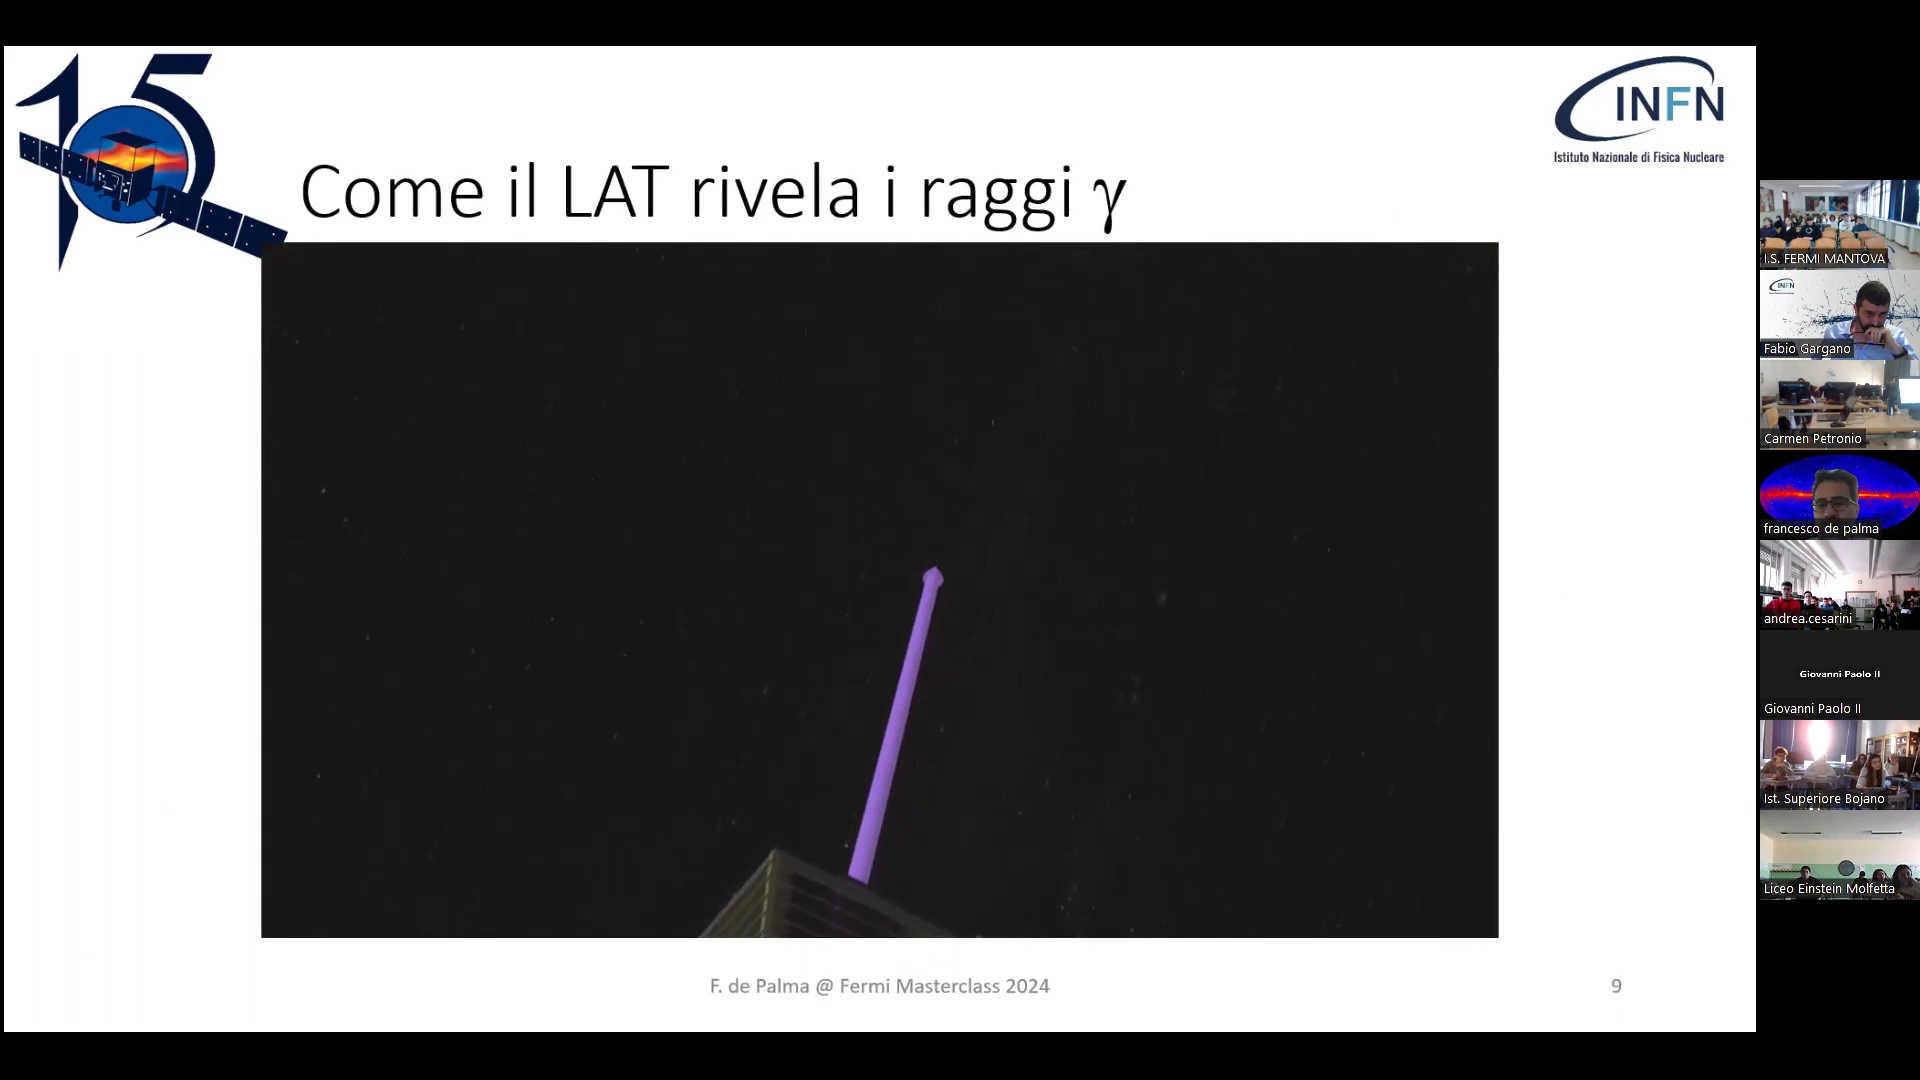 15
INFN
Istituto Nazionale di Fisica Nucleare
Come il LAT rivela i raggi γ
F. de Palma @ Fermi Masterclass 2024
9
I.S. FERMI MANTOVA
INFN
Fabio Gargano
Carmen Petronio
francesco de palma
andrea.cesarini
Giovanni Paolo II
Giovanni Paolo II
Ist. Superiore Bojano
Liceo Einstein Molfetta